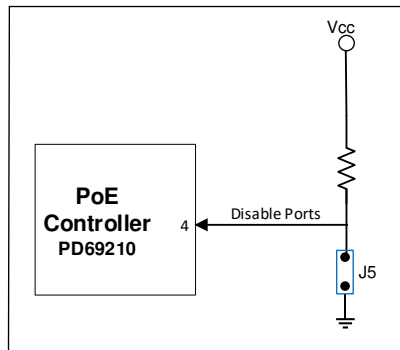 Vcc
PoE
Controller
PD69210
4
Disable Ports
J5